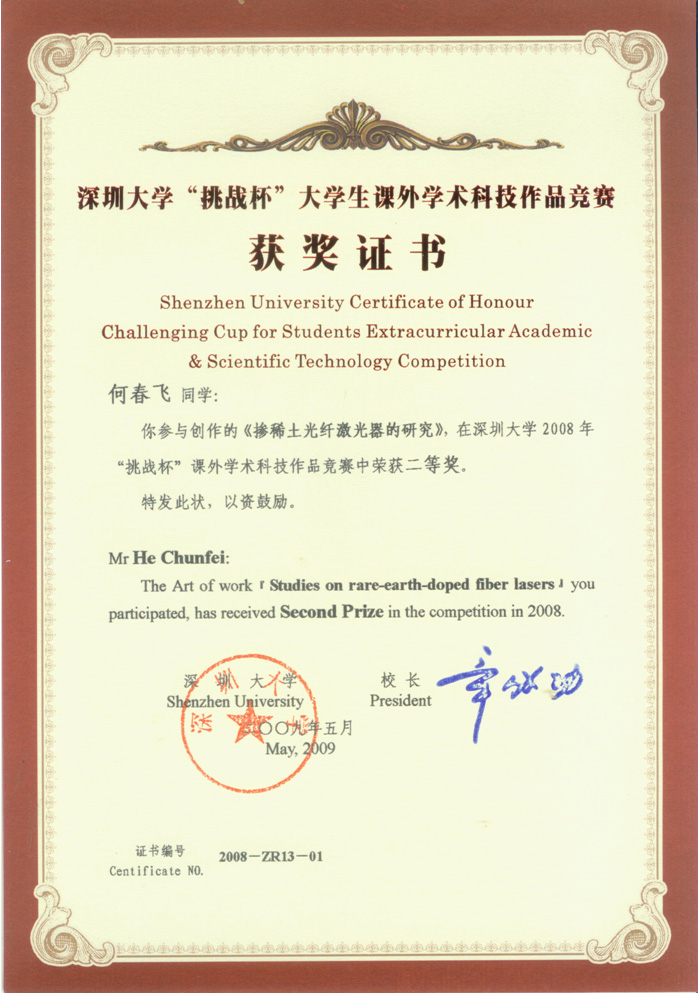 深圳大学“挑战杯”大学生课外学术科技作品竞赛
获奖证书
Shenzhen University Certificate of Honour
Challenging Cup for Students Extracurricular Academic
& Scientific Technology Competition
何春飞 同学:
你参与创作的《掺稀土光纤激光器的研究》，在深圳大学 2008 年
“挑战杯”课外学术科技作品竞赛中荣获二等奖。
特发此状，以资鼓励。
Mr He Chunfei:
The Art of work『Studies on rare-earth-doped fiber lasers』you
participated, has received Second Prize in the competition in 2008.
深圳大学
深 圳 大 学 校 长 章必功
Shenzhen University President
二〇〇九年五月
May, 2009
证书编号
Certificate NO. 2008－ZR13－01